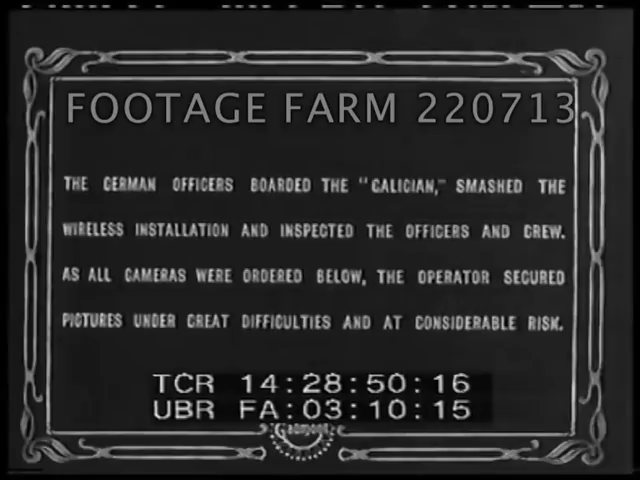 FOOTAGE FARM 220713
THE GERMAN OFFICERS BOARDED THE "GALICIAN," SMASHED THE
WIRELESS INSTALLATION AND INSPECTED THE OFFICERS AND CREW.
AS ALL CAMERAS WERE ORDERED BELOW, THE OPERATOR SECURED
PICTURES UNDER GREAT DIFFICULTIES AND AT CONSIDERABLE RISK.
TCR 14:28:50:16
UBR FA:03:10:15
Gaumont